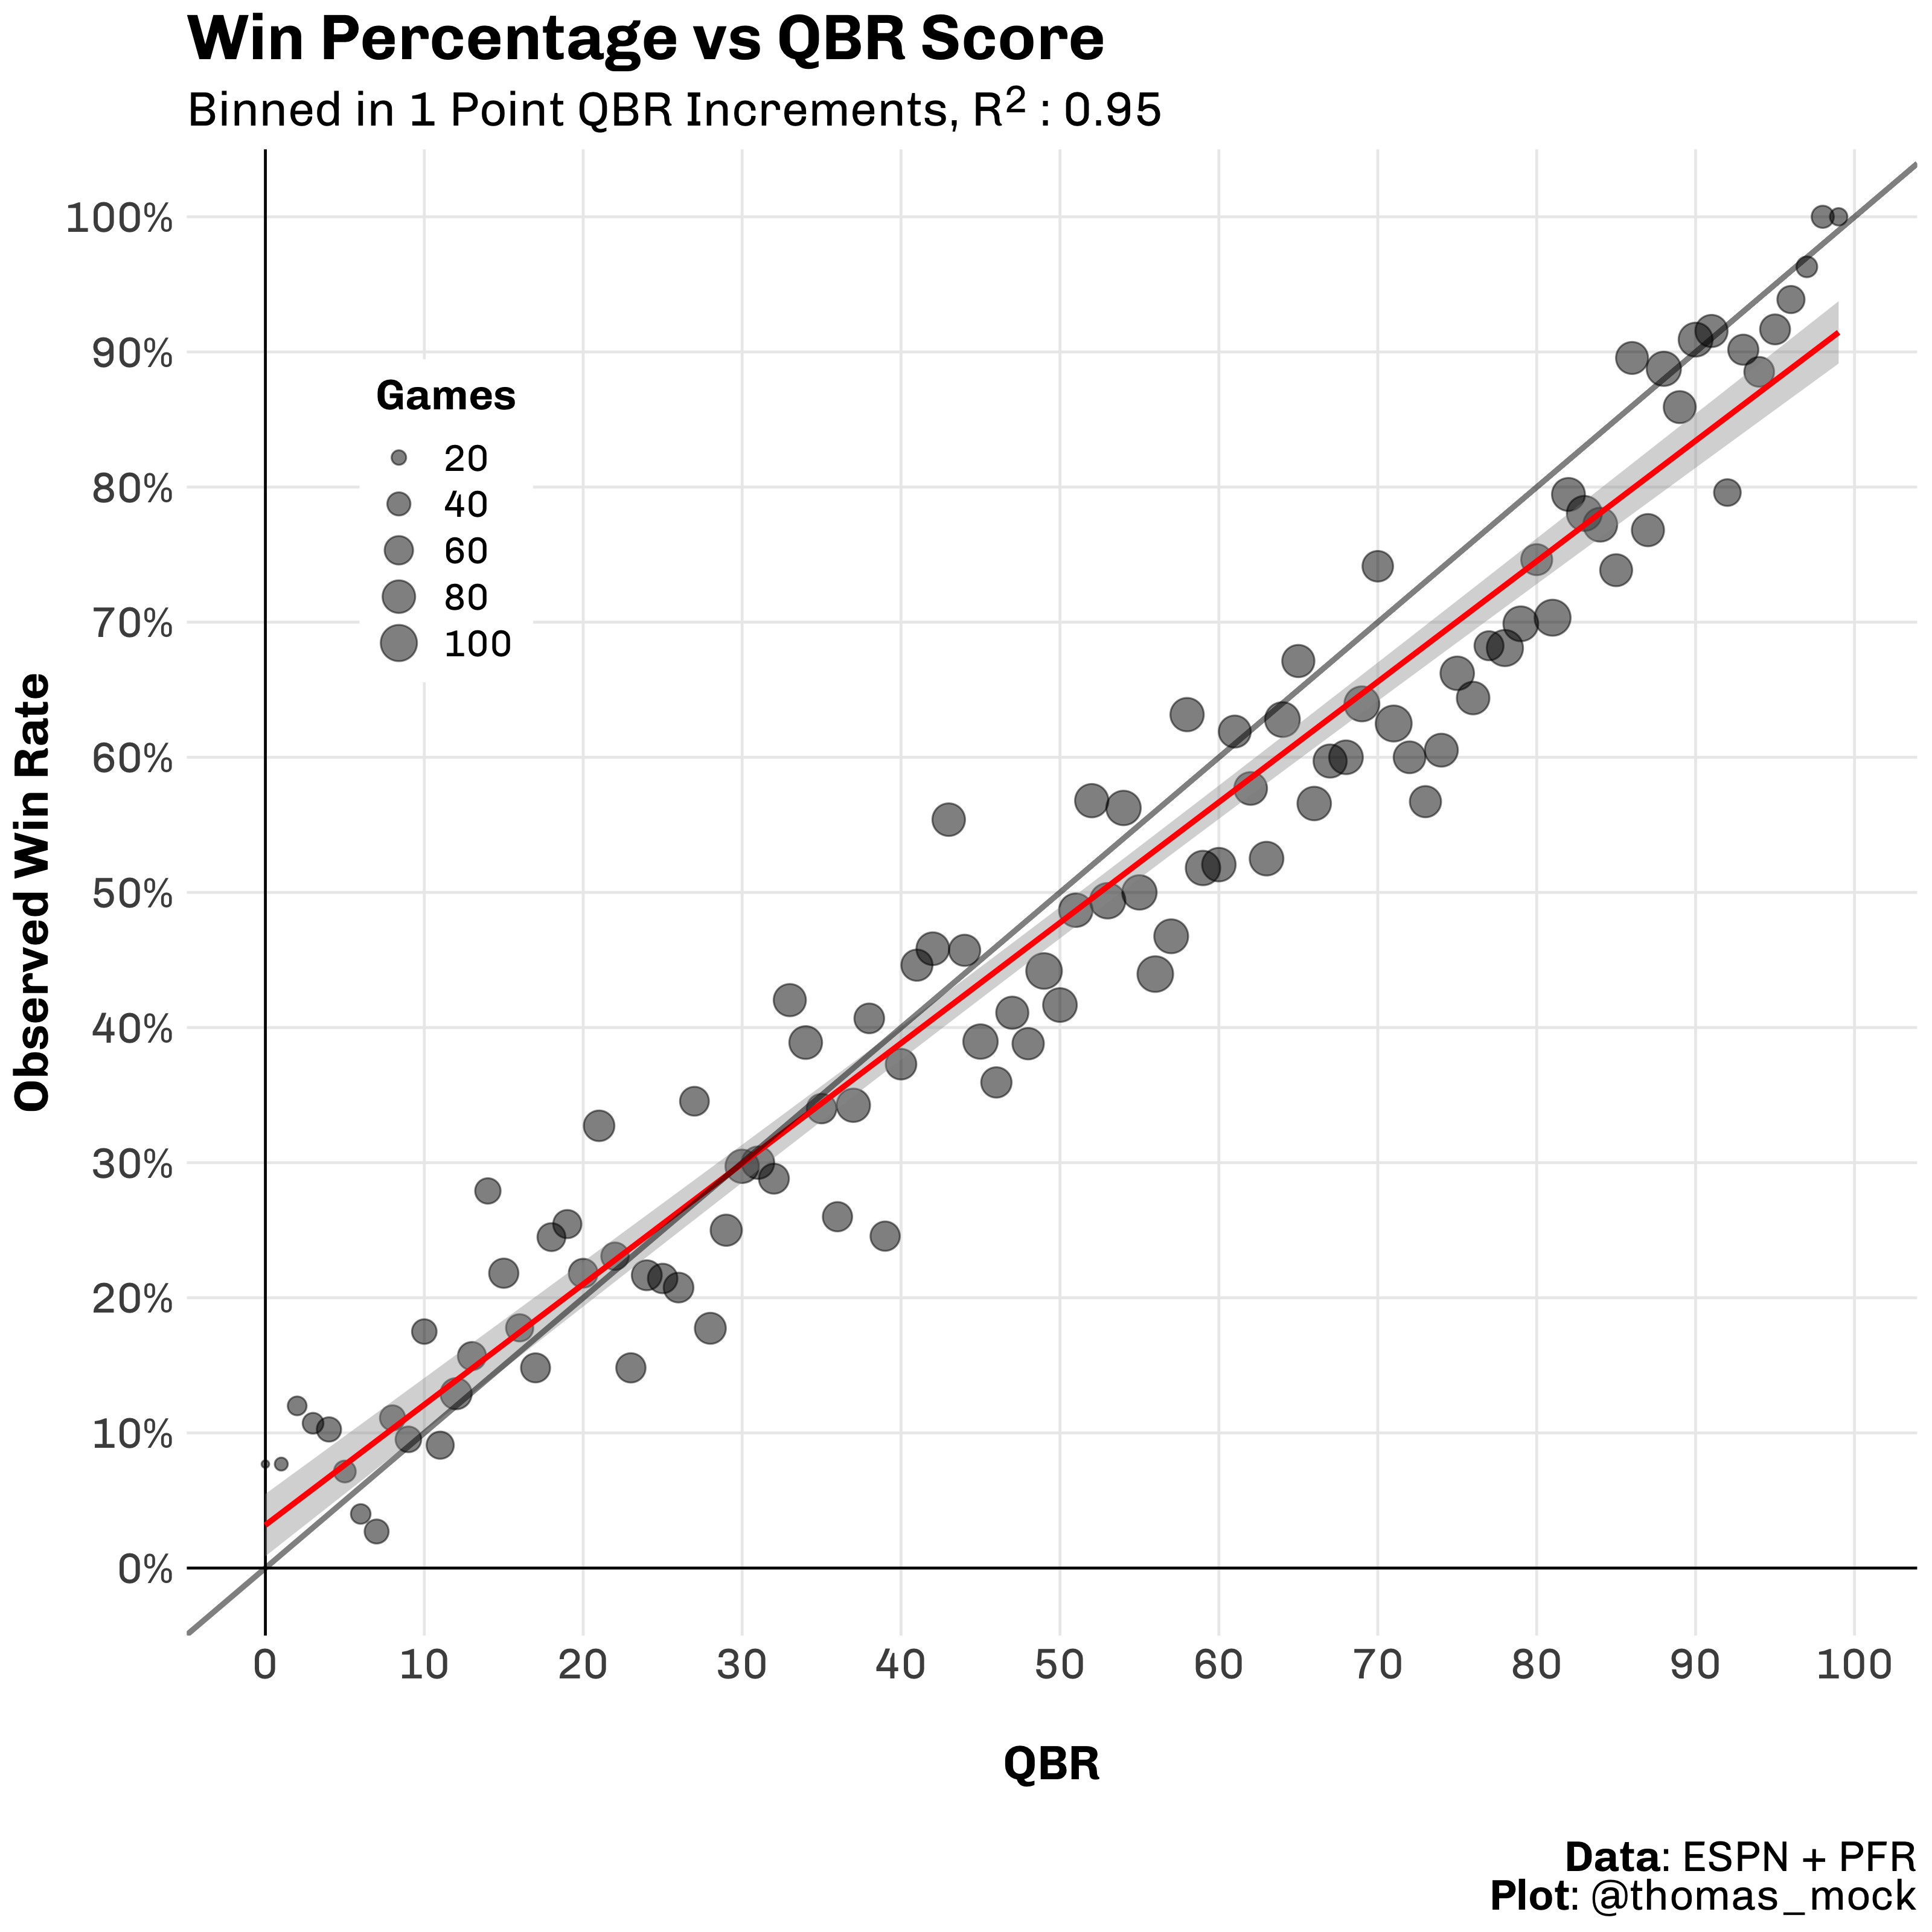 Win Percentage vs QBR Score
Binned in 1 Point QBR Increments, R² : 0.95
Observed Win Rate
100%
90%
80%
70%
60%
50%
40%
30%
20%
10%
0%
Games
20
40
60
80
100
0 10 20 30 40 50 60 70 80 90 100
QBR
Data: ESPN + PFR
Plot: @thomas_mock